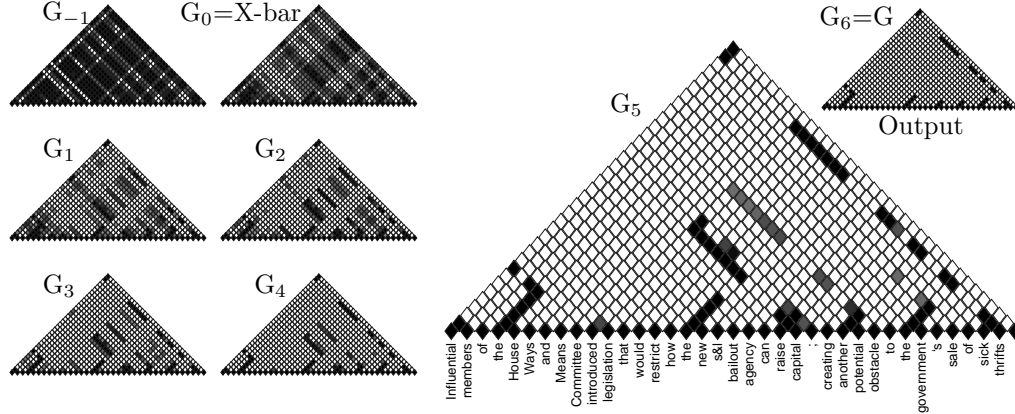 G-1
G0=X-bar
G1
G2
G3
G4
G5
G6=G
Output
Influential
members
of
the
House
Ways
and
Means
Committee
introduced
legislation
that
would
restrict
how
the
new
s&l
bailout
agency
can
raise
capital
;
creating
another
potential
obstacle
to
the
government
's
sale
of
sick
thrifts
.